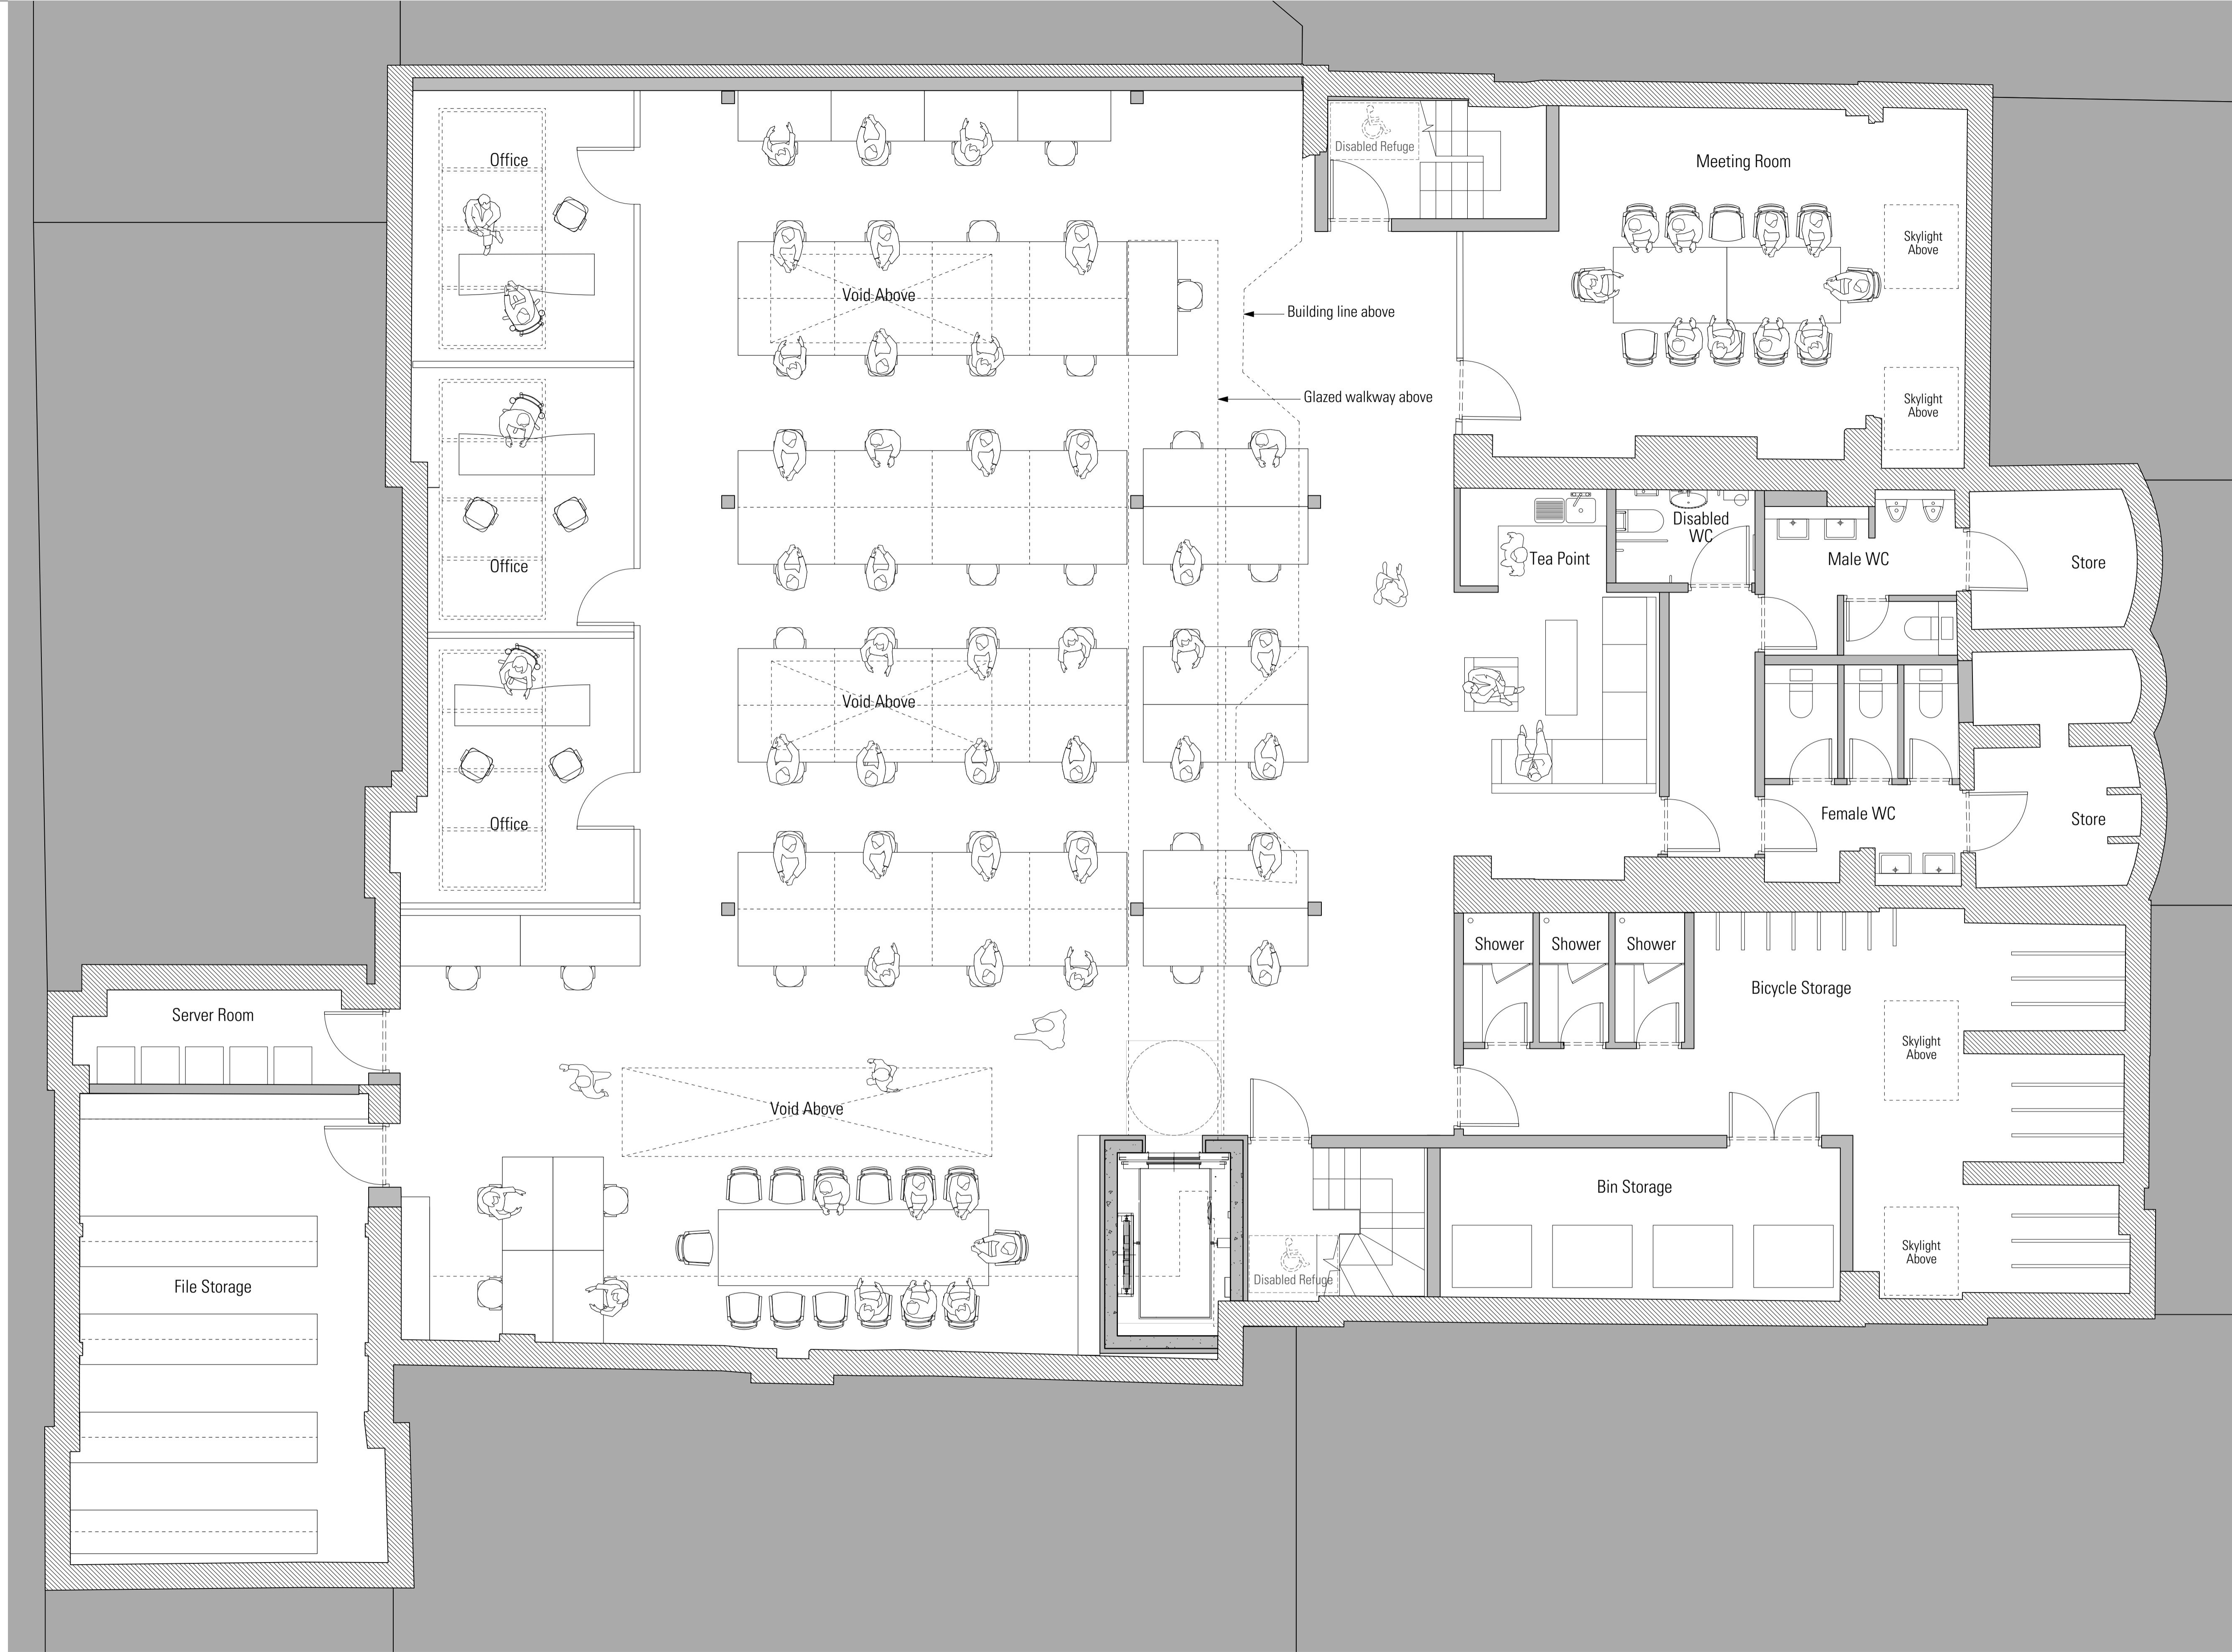 Office
Disabled Refuge
Meeting Room
Skylight
Above
Void Above
Building line above
Glazed walkway above
Skylight
Above
Office
Tea Point
Disabled
WC
Male WC
Store
Void Above
Office
Female WC
Store
Shower
Shower
Shower
Bicycle Storage
Server Room
Skylight
Above
Void Above
Bin Storage
File Storage
Disabled Refuge
Skylight
Above